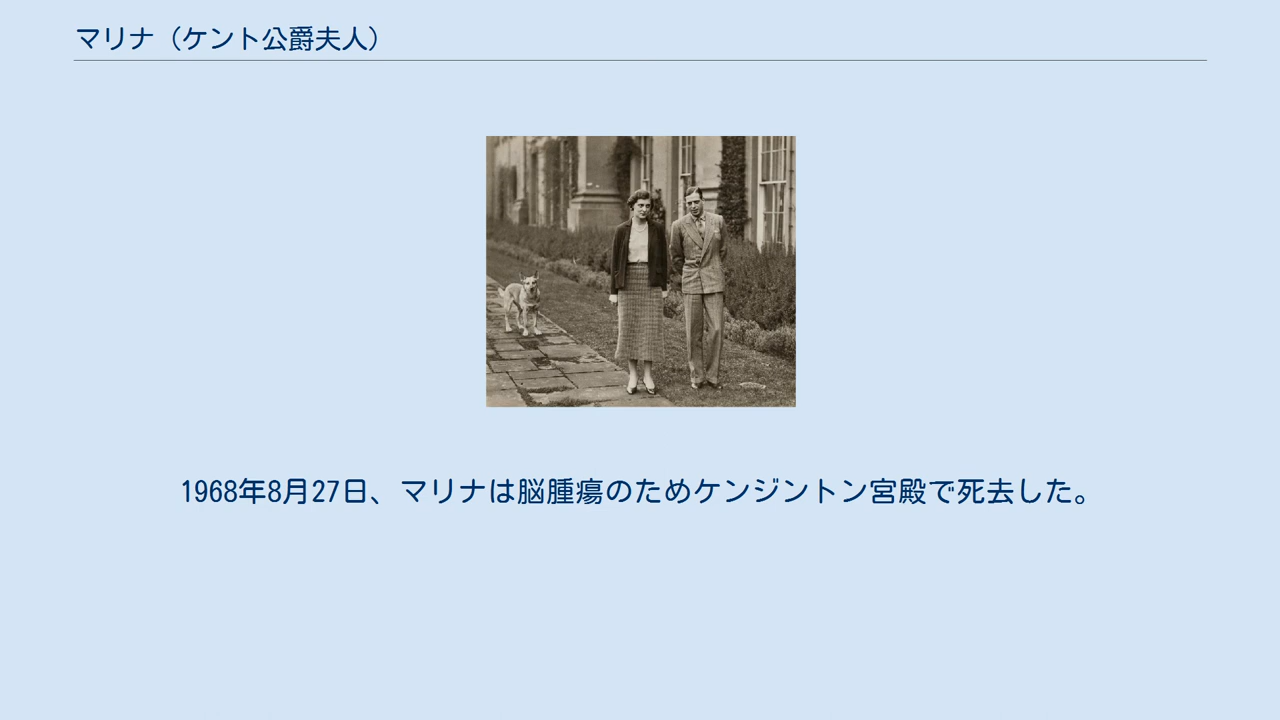 マリナ（ケント公爵夫人）
1968年8月27日、マリナは脳腫瘍のためケンジントン宮殿で死去した。